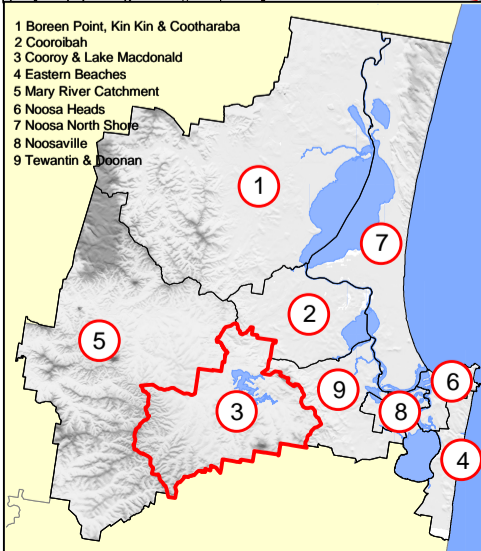 1 Boreen Point, Kin Kin & Cootharaba
2 Cooroibah
3 Cooroy & Lake Macdonald
4 Eastern Beaches
5 Mary River Catchment
6 Noosa Heads
7 Noosa North Shore
8 Noosaville
9 Tewantin & Doonan
1
7
2
5
9
6
3
8
4